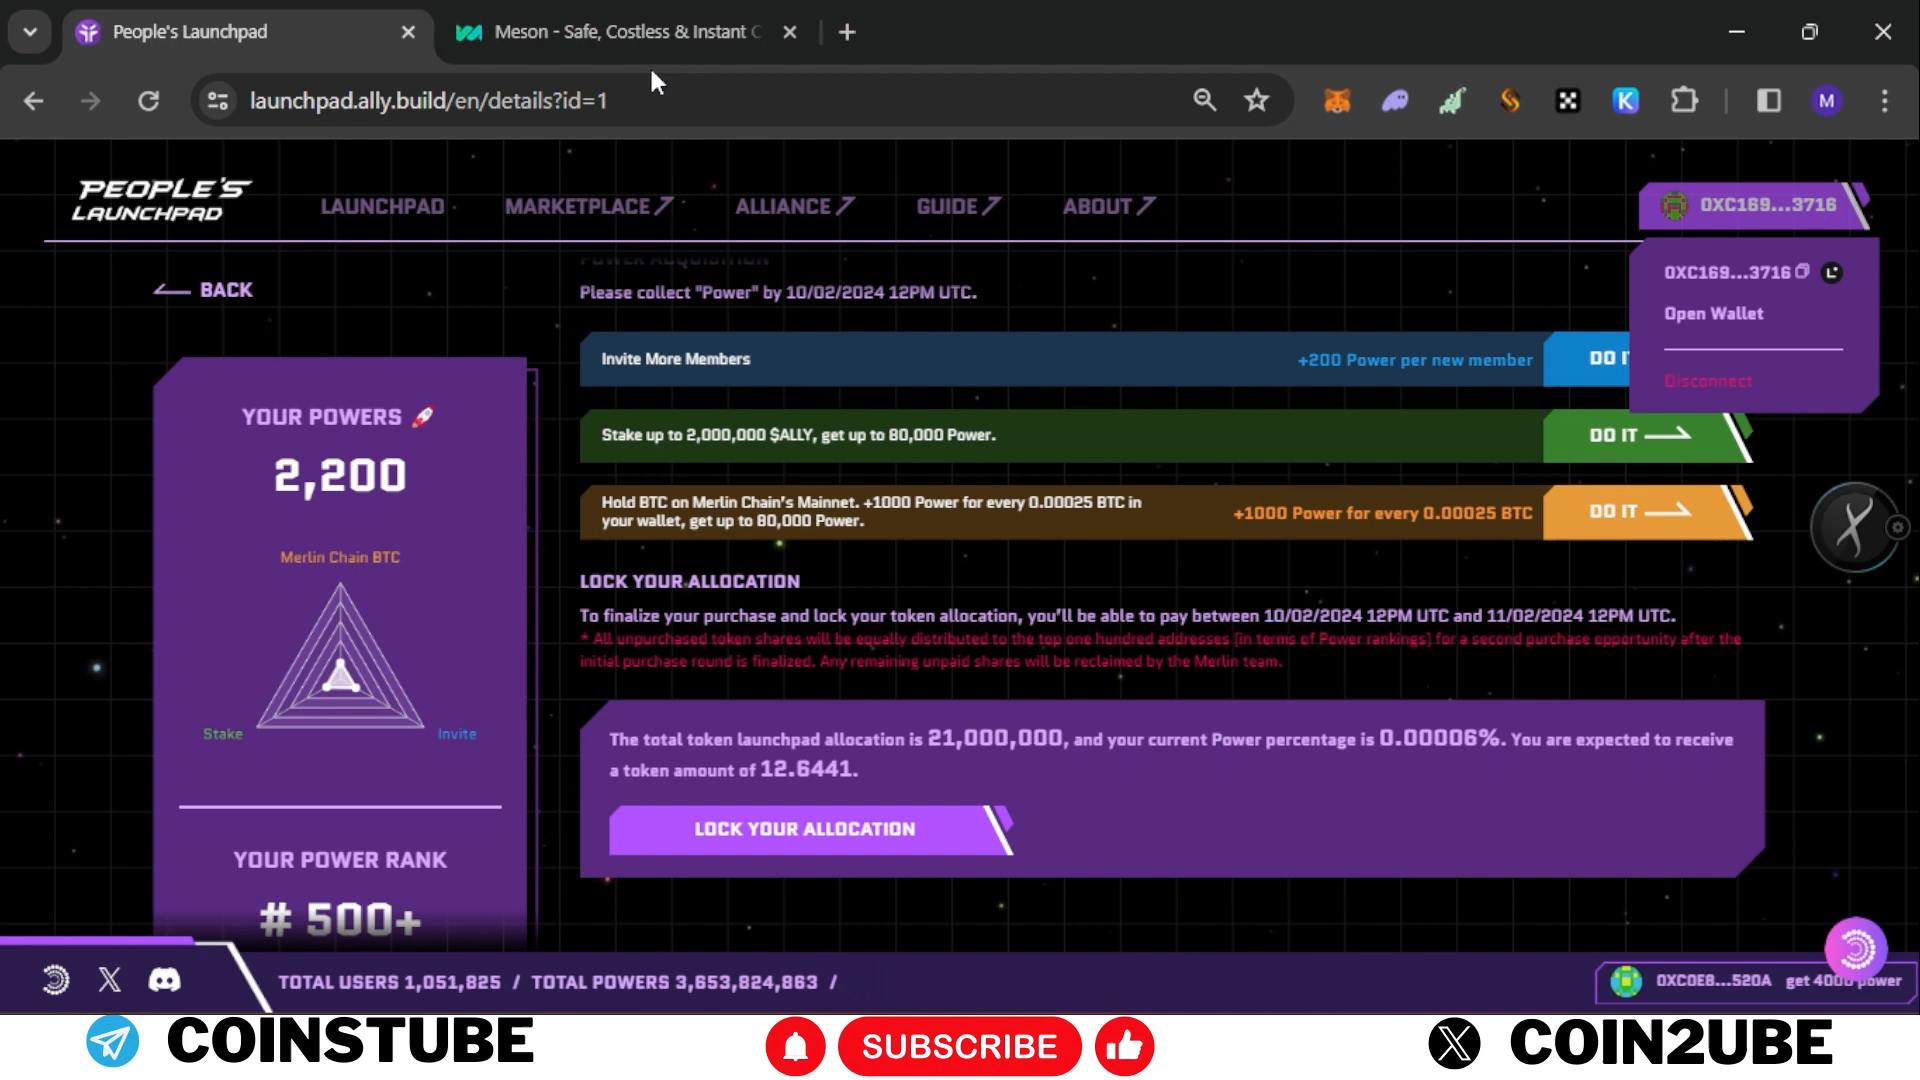 People's Launchpad
Meson - Safe, Costless & Instant C
launchpad.ally.build/en/details?id=1
K
M
PEOPLE'S
LAUNCHPAD
LAUNCHPAD
MARKETPLACE
ALLIANCE
GUIDE
ABOUT
0XC169...3716
0XC169...3716
Open Wallet
Disconnect
BACK
POWER ACQUISITION
Please collect "Power" by 10/02/2024 12PM UTC.
Invite More Members
+200 Power per new member
DO I
Stake up to 2,000,000 $ALLY, get up to 80,000 Power.
DO IT
Hold BTC on Merlin Chain's Mainnet. +1000 Power for every 0.00025 BTC in
your wallet, get up to 80,000 Power.
+1000 Power for every 0.00025 BTC
DO IT
YOUR POWERS 🚀
2,200
Merlin Chain BTC
Stake
Invite
YOUR POWER RANK
# 500+
LOCK YOUR ALLOCATION
To finalize your purchase and lock your token allocation, you'll be able to pay between 10/02/2024 12PM UTC and 11/02/2024 12PM UTC.
* All unpurchased token shares will be equally distributed to the top one hundred addresses [in terms of Power rankings] for a second purchase opportunity after the
initial purchase round is finalized. Any remaining unpaid shares will be reclaimed by the Merlin team.
The total token launchpad allocation is 21,000,000, and your current Power percentage is 0.00006%. You are expected to receive
a token amount of 12.6441.
LOCK YOUR ALLOCATION
TOTAL USERS 1,051,825 / TOTAL POWERS 3,653,824,863 /
0XC0E8...520A get 4000 power
COINSTUBE
SUBSCRIBE
COIN2UBE